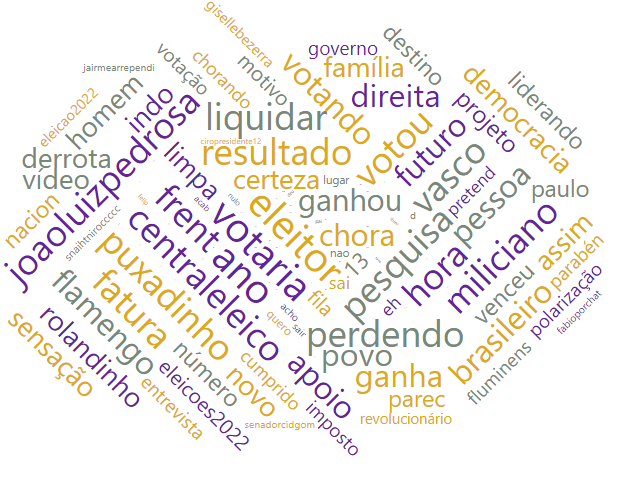 gisellebezerra
governo
destino
jairmearrependi
votação
chorando
motivo
votando
família
direita
democracia
liderando
eleicao2022
homem
indo
liquidar
votou
futuro
projeto
derrota
vídeo
joaoluizpedrosa
limpa
ciropresidente12
resultado
certeza
lugar
ganhou
vasco
pretend
pessoa
paulo
nacion
snaihtniroccccc
frent
ano
votaria
acab
nulo
eleitor
chora
d
pesquisa
hora
miliciano
assim
parabén
puxadinho
centraleleico
nao
13
sai
eh
venceu
polarização
fabioporchat
flamengo
fatura
fila
acho
sair
quero
perdendo
povo
brasileiro
fluminens
sensação
rolandinho
número
novo
cumprido
apoio
ganha
parec
entrevista
eleicoes2022
senadorcidgom
imposto
revolucionário